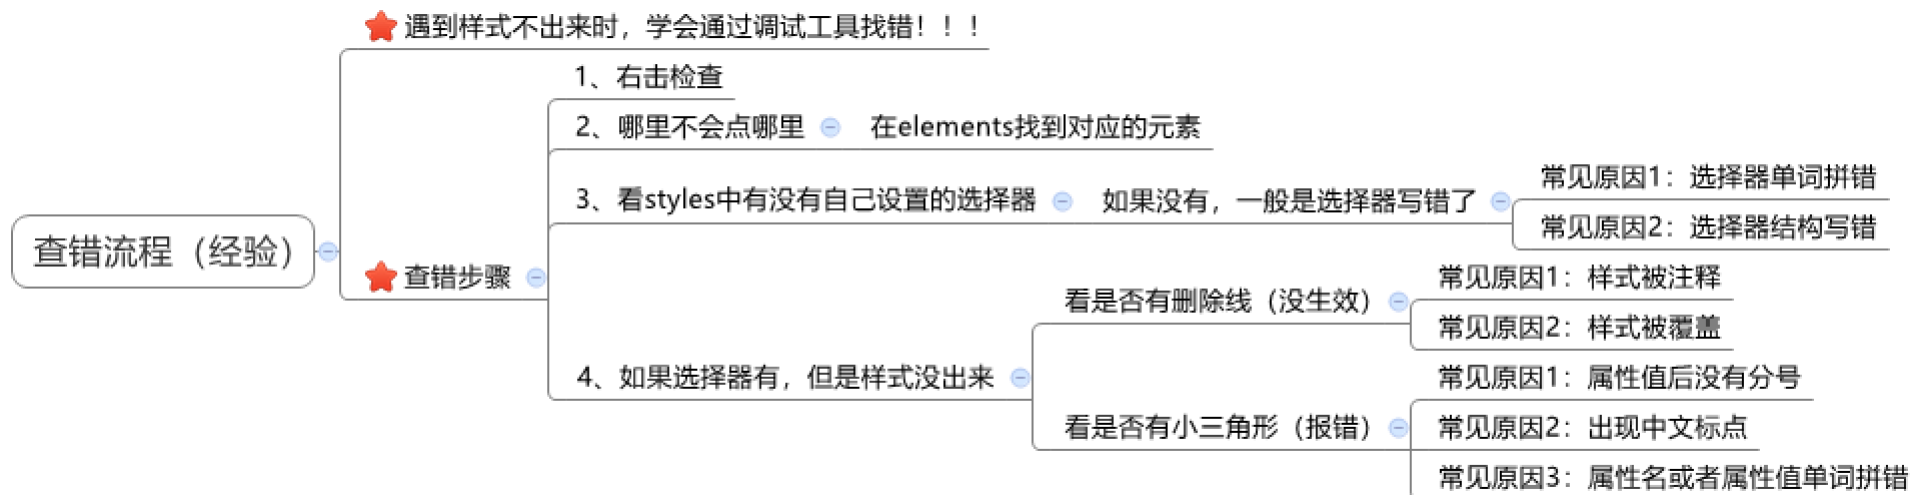 遇到样式不出来时，学会通过调试工具找错！！！
1、右击检查
2、哪里不会点哪里
在elements找到对应的元素
常见原因1：选择器单词拼错
3、看styles中有没有自己设置的选择器
如果没有，一般是选择器写错了
常见原因2：选择器结构写错
查错流程（经验）
查错步骤
常见原因1：样式被注释
看是否有删除线（没生效）
常见原因2：样式被覆盖
4、如果选择器有，但是样式没出来
常见原因1：属性值后没有分号
看是否有小三角形（报错）
常见原因2：出现中文标点
常见原因3：属性名或者属性值单词拼错